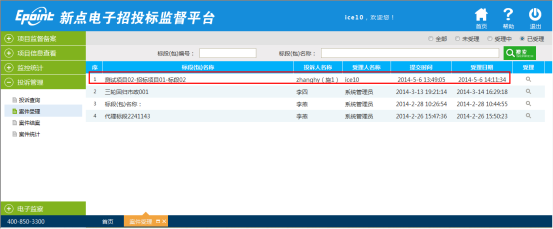 Epoint 新点电子招投标监督平台
ice10，欢迎您！
首页 帮助 退出
项目监督备案
项目信息查看
监控统计
投诉管理
投诉查询
案件受理
案件结案
案件统计
电子监察
全部 未受理 受理中 已受理
标段(包)编号： 标段(包)名称： 搜索
序 标段(包)名称 投诉人名称 受理人名称 提交时间 受理日期 受理
1 测试项目02-招标项目01-标段02 zhanghy（施1） ice10 2014-5-6 13:49:05 2014-5-6 14:11:34
2 三轮回归市政001 李四 系统管理员 2014-3-13 19:21:14 2014-3-14 16:29:18
3 标段(包)名称： 李雨 系统管理员 2014-2-28 10:26:54 2014-2-28 10:44:55
4 代理标段2241143 李雨 系统管理员 2014-2-26 15:47:36 2014-2-26 15:50:23
400-850-3300 首页 案件受理